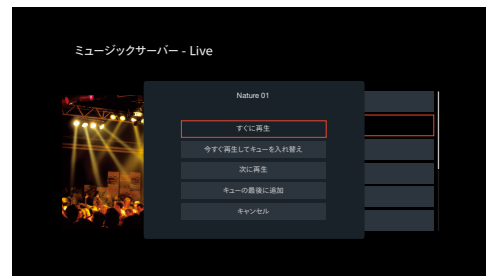 ミュージックサーバー - Live
Nature 01
すぐに再生
今すぐ再生してキューを入れ替え
次に再生
キューの最後に追加
キャンセル